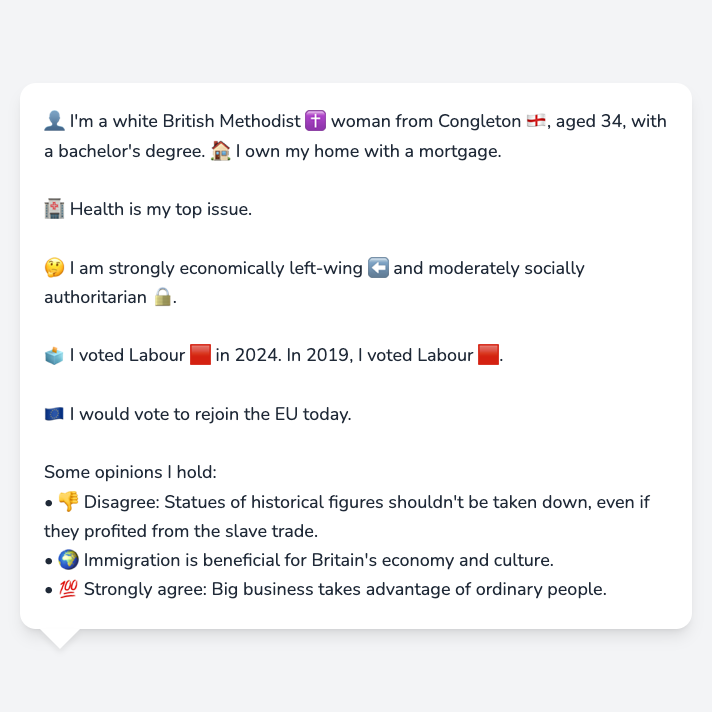 👤 I'm a white British Methodist ✝️ woman from Congleton 🏴󠁧󠁢󠁥󠁮󠁧󠁿, aged 34, with
a bachelor's degree. 🏠 I own my home with a mortgage.
🏥 Health is my top issue.
🤔 I am strongly economically left-wing ⬅️ and moderately socially
authoritarian 🔒.
🗳️ I voted Labour 🟥 in 2024. In 2019, I voted Labour 🟥.
🇪🇺 I would vote to rejoin the EU today.
Some opinions I hold:
• 👎 Disagree: Statues of historical figures shouldn't be taken down, even if
they profited from the slave trade.
• 🌍 Immigration is beneficial for Britain's economy and culture.
• 💯 Strongly agree: Big business takes advantage of ordinary people.